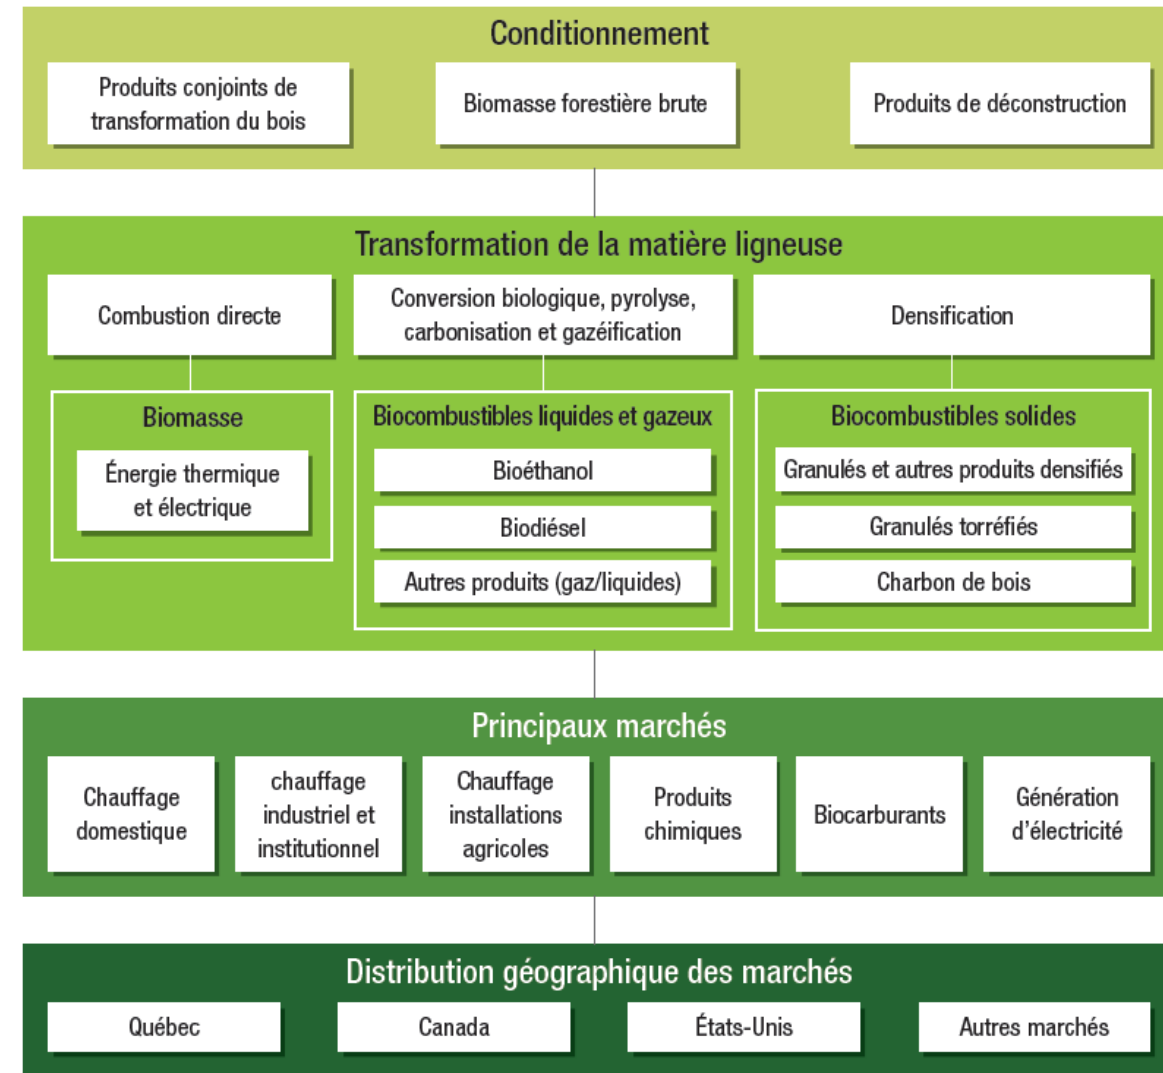 Conditionnement
Produits conjoints de
transformation du bois
Biomasse forestière brute
Produits de déconstruction
Transformation de la matière ligneuse
Combustion directe
Conversion biologique, pyrolyse,
carbonisation et gazéification
Densification
Biomasse
Énergie thermique
et électrique
Biocombustibles liquides et gazeux
Bioéthanol
Biodiésel
Autres produits (gaz/liquides)
Biocombustibles solides
Granulés et autres produits densifiés
Granulés torréfiés
Charbon de bois
Principaux marchés
Chauffage
domestique
chauffage
industriel et
institutionnel
Chauffage
installations
agricoles
Produits
chimiques
Biocarburants
Génération
d'électricité
Distribution géographique des marchés
Québec
Canada
États-Unis
Autres marchés